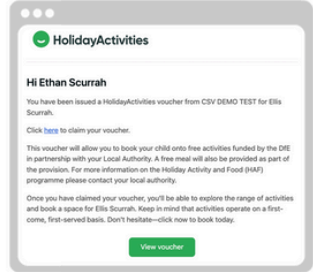 HolidayActivities
Hi Ethan Scurrah
You have been issued a HolidayActivities voucher from CSV DEMO TEST for Ellis
Scurrah.
Click here to claim your voucher.
This voucher will allow you to book your child onto free activities funded by the DfE
in partnership with your Local Authority. A free meal will also be provided as part of
the provision. For more information on the Holiday Activity and Food (HAF)
programme please contact your local authority.
Once you have claimed your voucher, you'll be able to explore the range of activities
and book a space for Ellis Scurrah. Keep in mind that activities operate on a first-
come, first-served basis. Don't hesitate—click now to book today.
View voucher